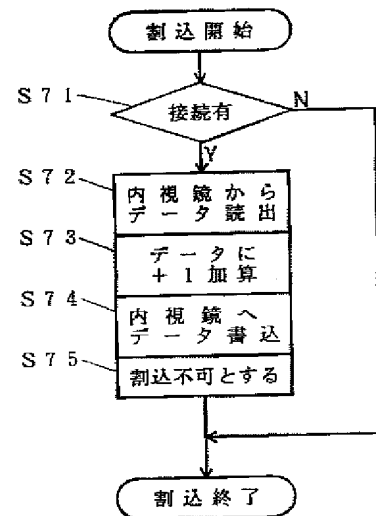 割込開始
S71
接続有
N
Y
S72
内視鏡から
データ読出
S73
データに
+1加算
S74
内視鏡へ
データ書込
S75
割込不可とする
割込終了